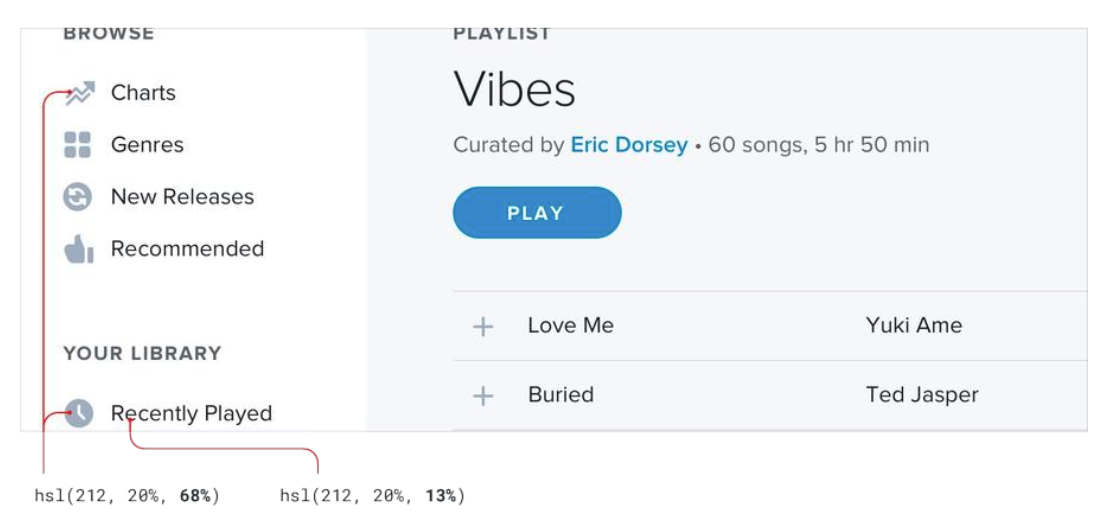 BROWSE
Charts
Genres
New Releases
Recommended
YOUR LIBRARY
Recently Played
PLAYLIST
Vibes
Curated by Eric Dorsey • 60 songs, 5 hr 50 min
PLAY
+ Love Me Yuki Ame
+ Buried Ted Jasper
hsl(212, 20%, 68%) hsl(212, 20%, 13%)